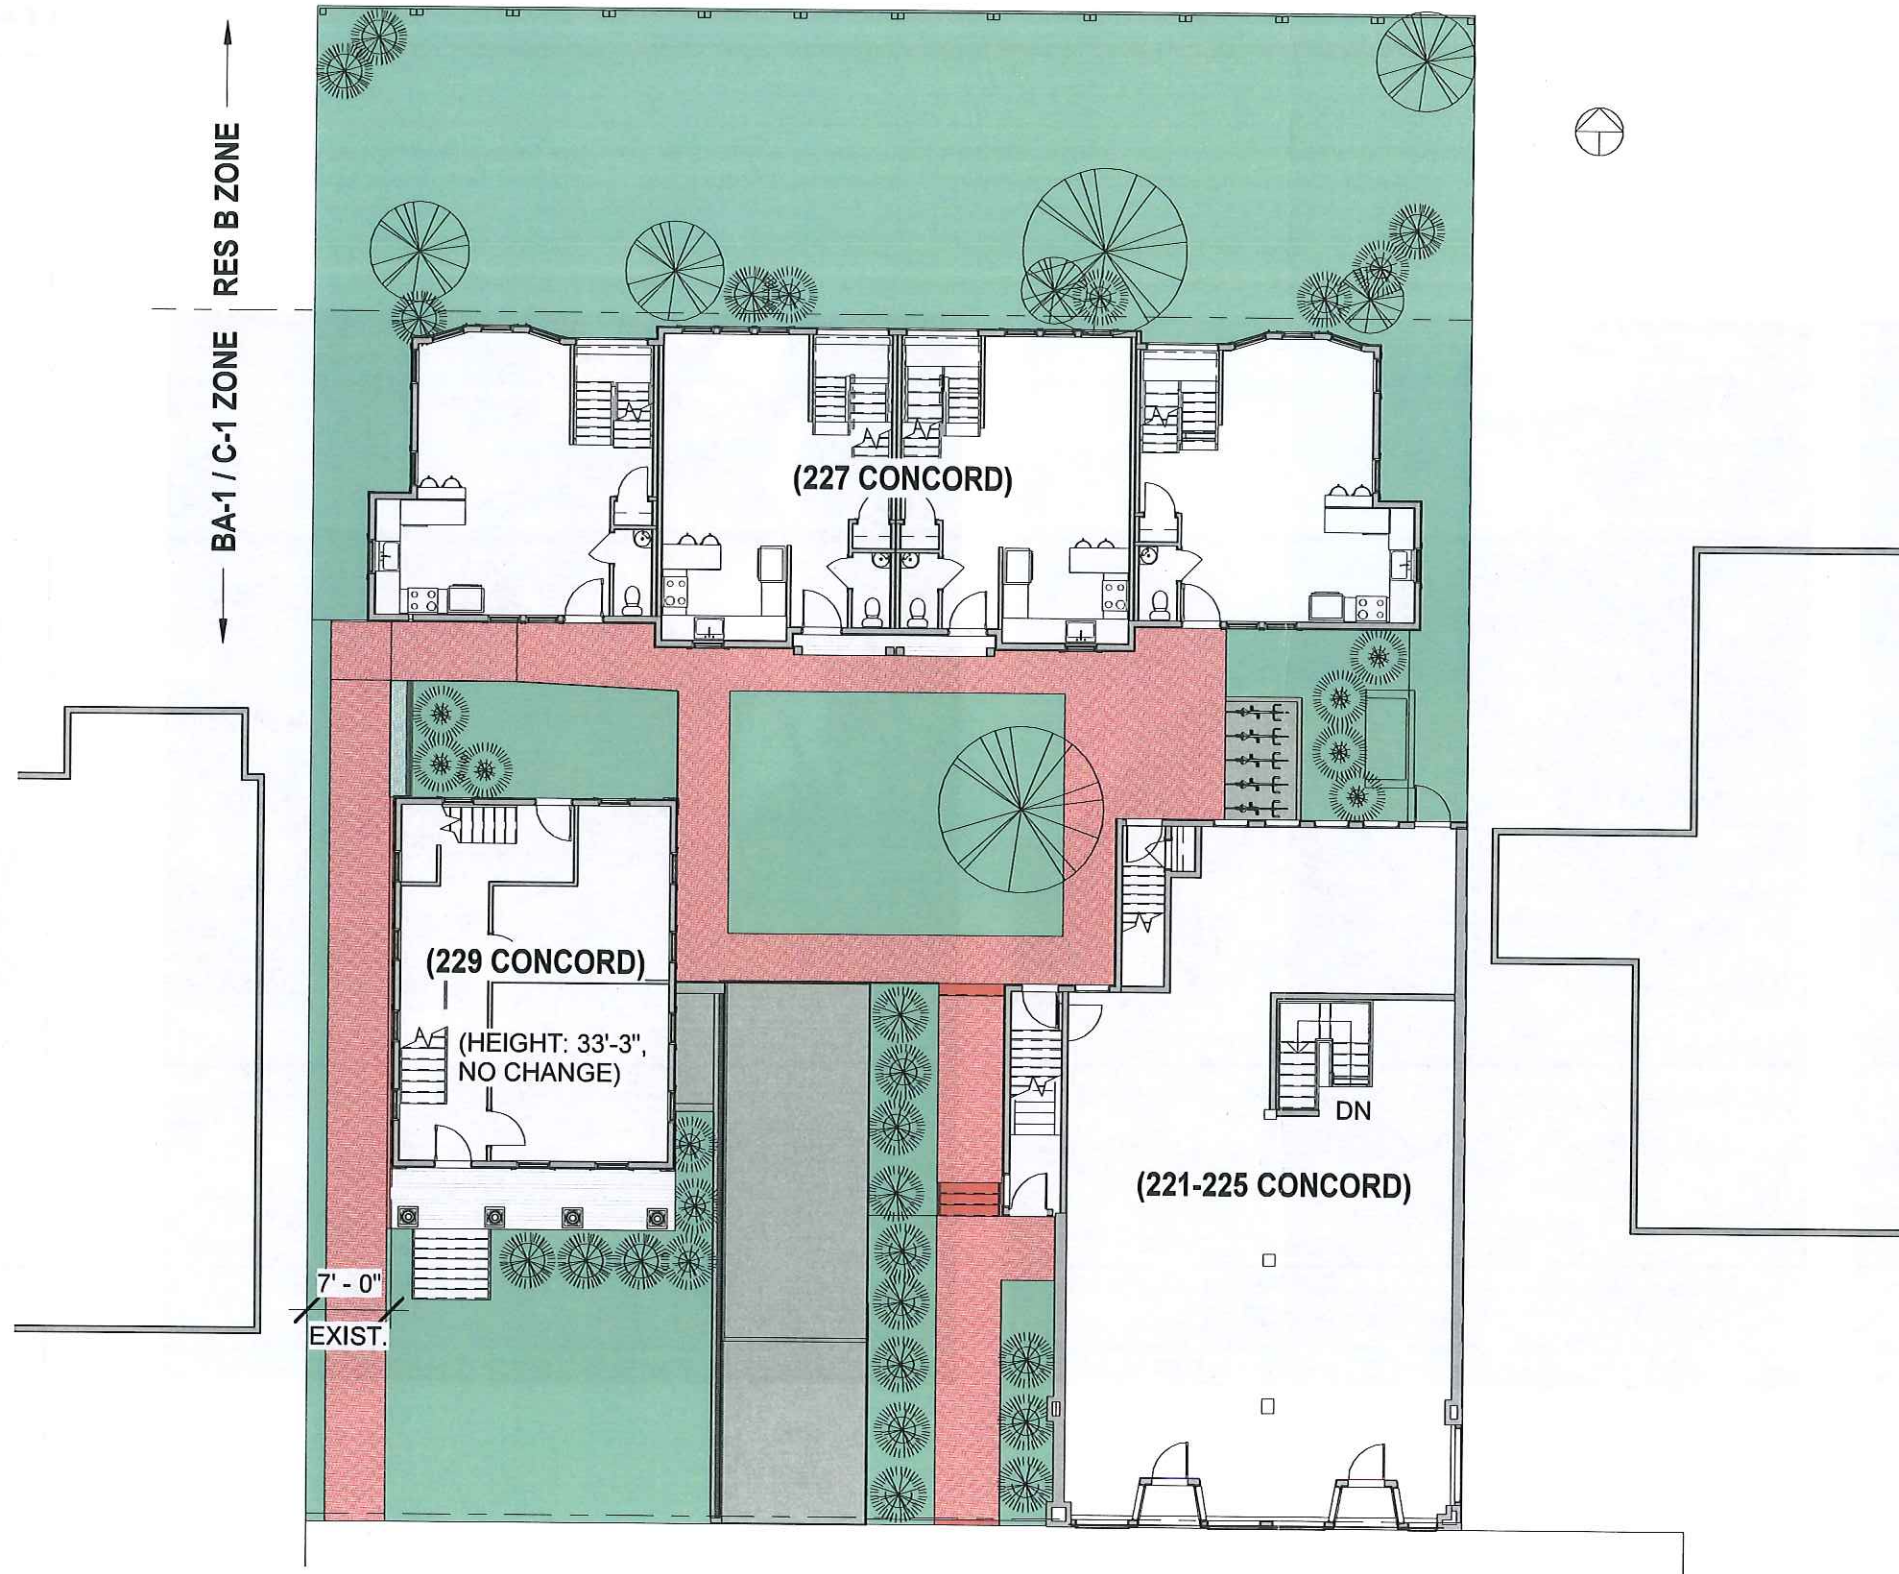 RES B ZONE
BA-1 / C-1 ZONE
(227 CONCORD)
(229 CONCORD)
(HEIGHT: 33'-3",
NO CHANGE)
DN
(221-225 CONCORD)
7' - 0"
EXIST.